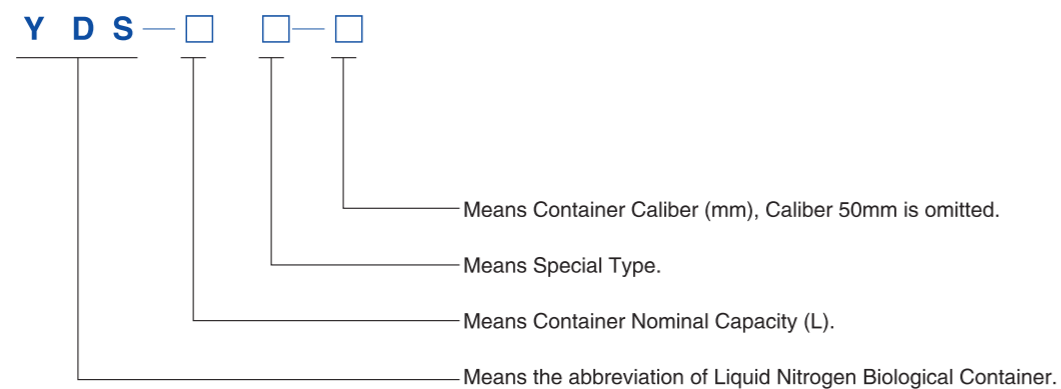 Y D S — □ □ — □
Means Container Caliber (mm), Caliber 50mm is omitted.
Means Special Type.
Means Container Nominal Capacity (L).
Means the abbreviation of Liquid Nitrogen Biological Container.